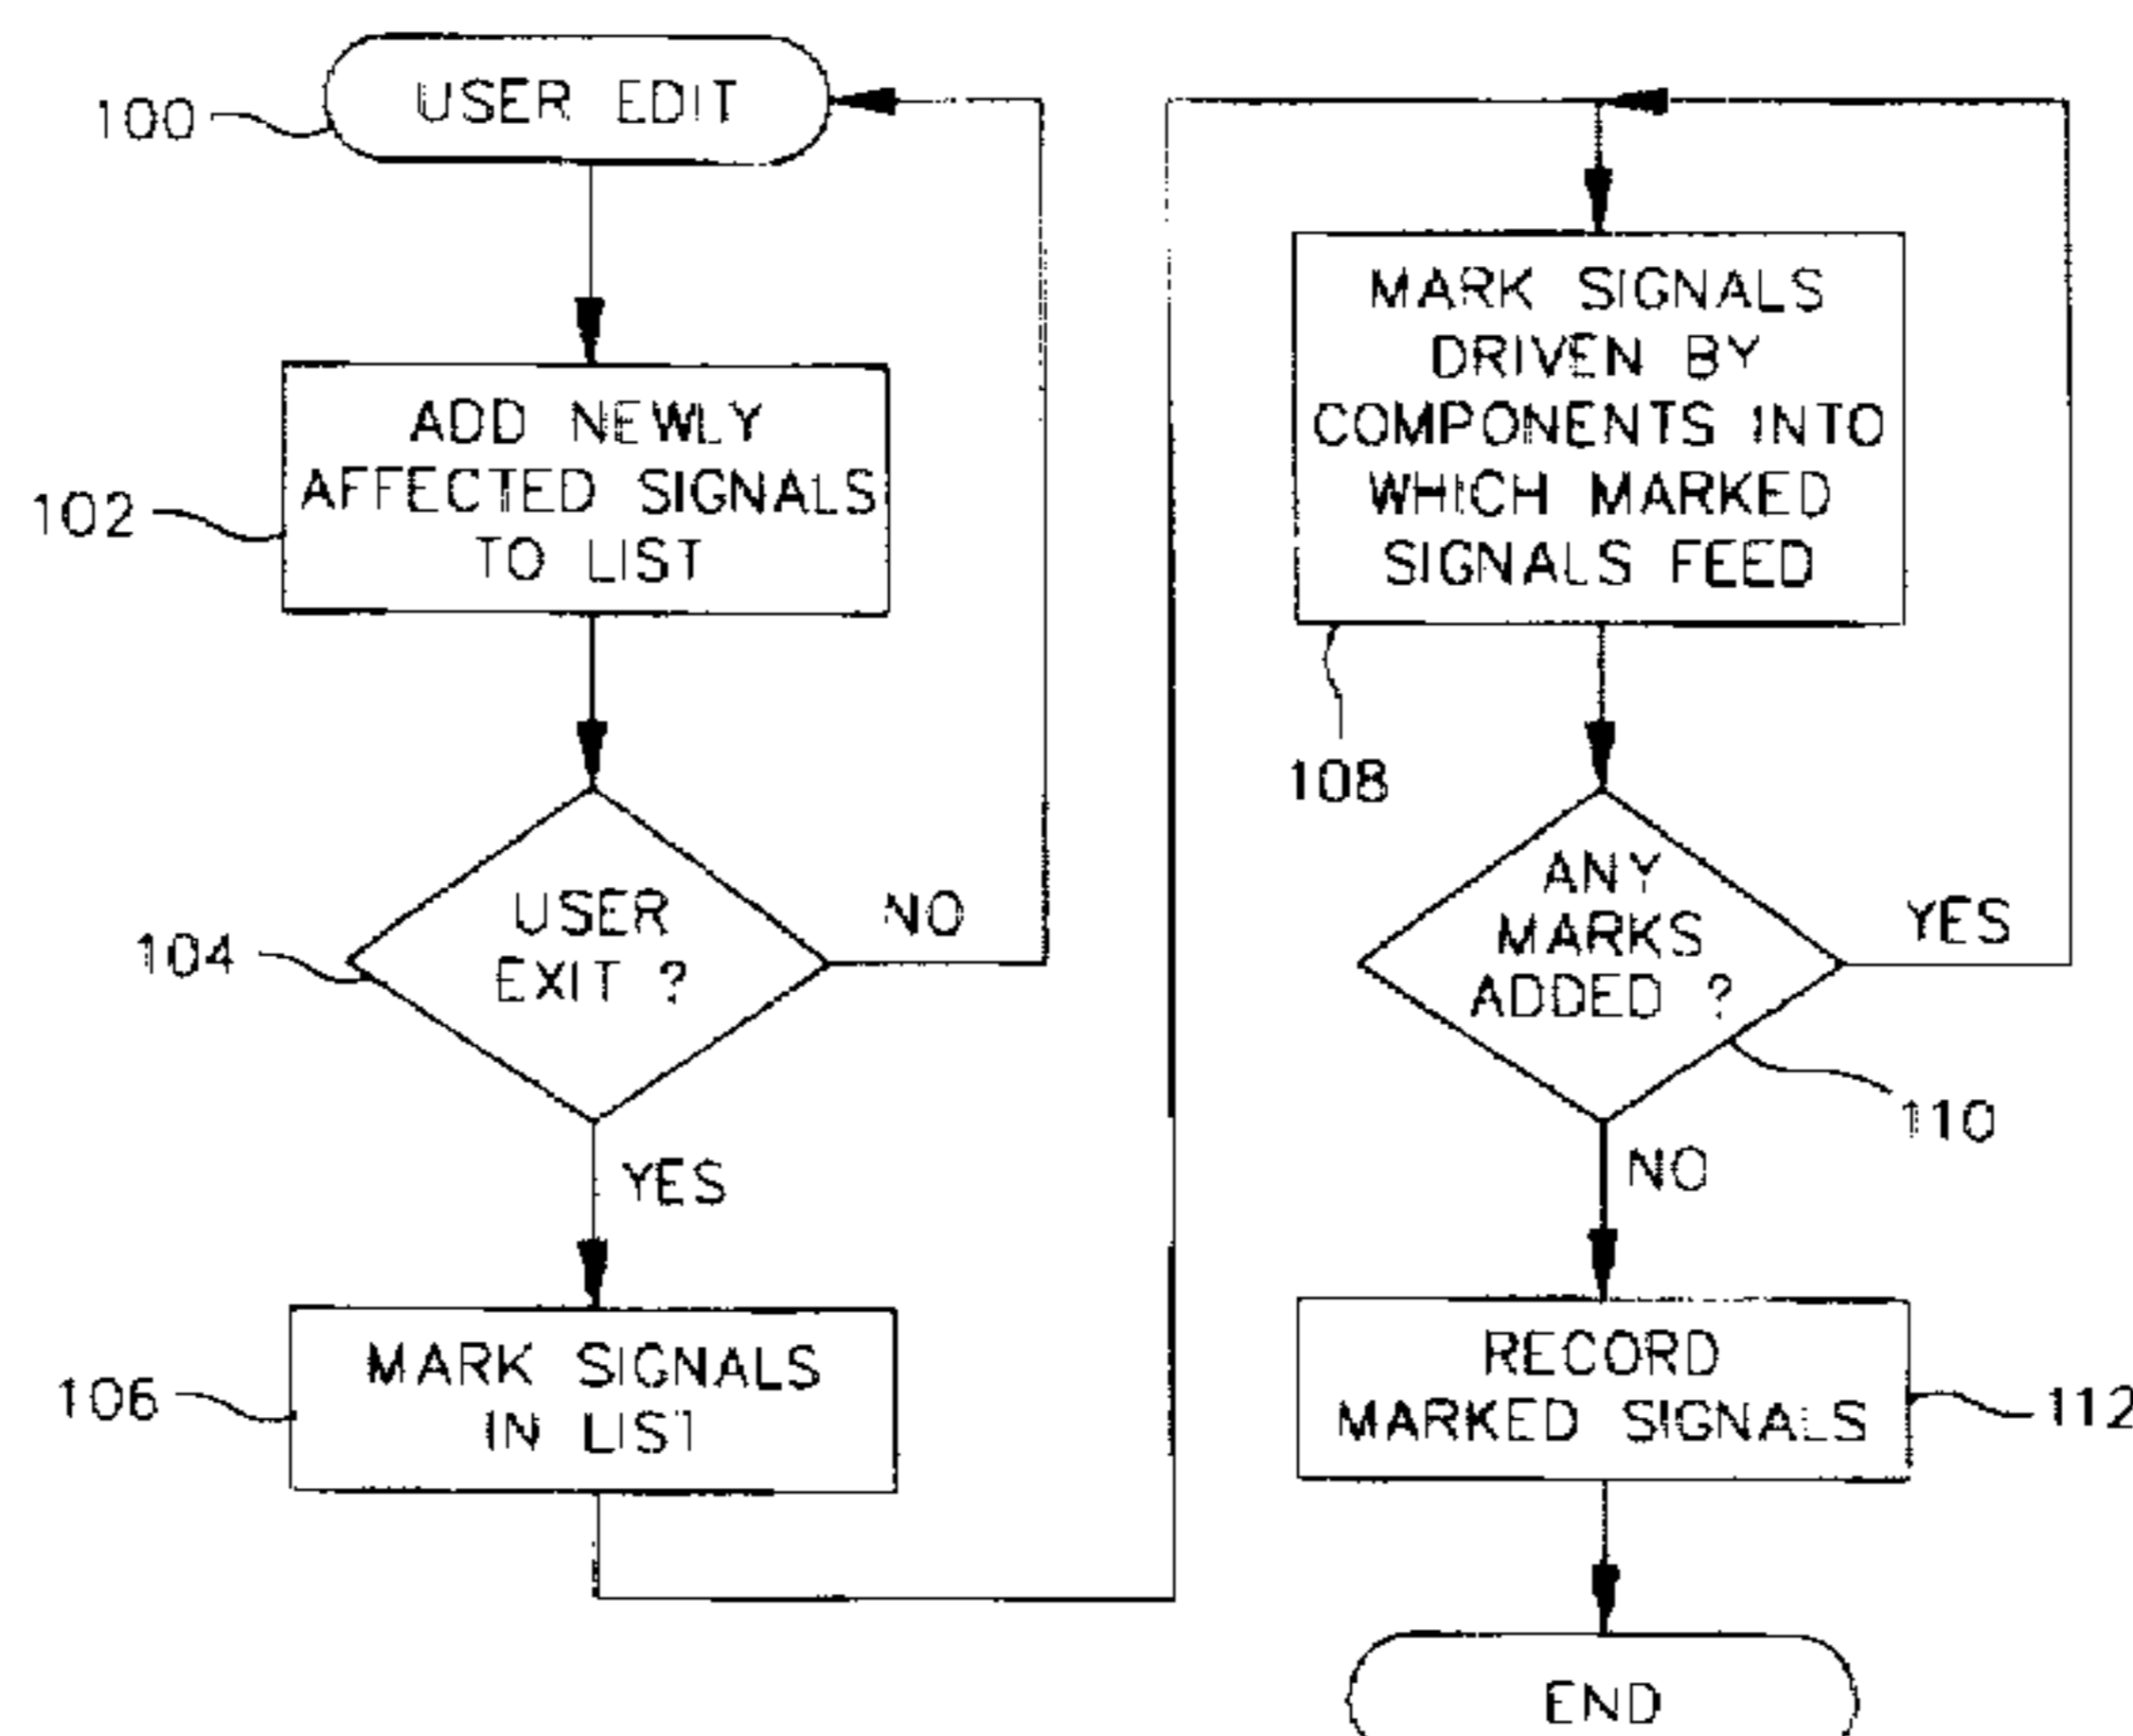 100
USER EDIT
102
ADD NEWLY
AFFECTED SIGNALS
TO LIST
104
USER
EXIT ?
NO
YES
106
MARK SIGNALS
IN LIST
MARK SIGNALS
DRIVEN BY
COMPONENTS INTO
WHICH MARKED
SIGNALS FEED
108
ANY
MARKS
ADDED ?
YES
110
NO
RECORD
MARKED SIGNALS
112
END